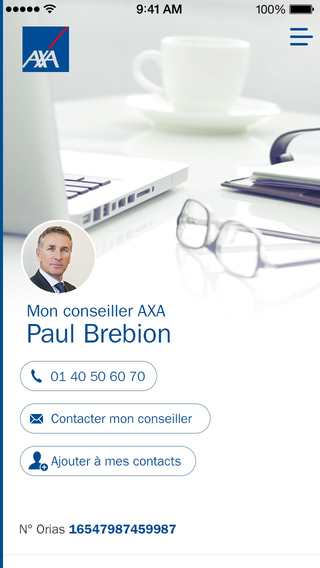 9:41 AM
100%
AXA
Mon conseiller AXA
Paul Brebion
01 40 50 60 70
Contacter mon conseiller
Ajouter à mes contacts
N° Orias 16547987459987